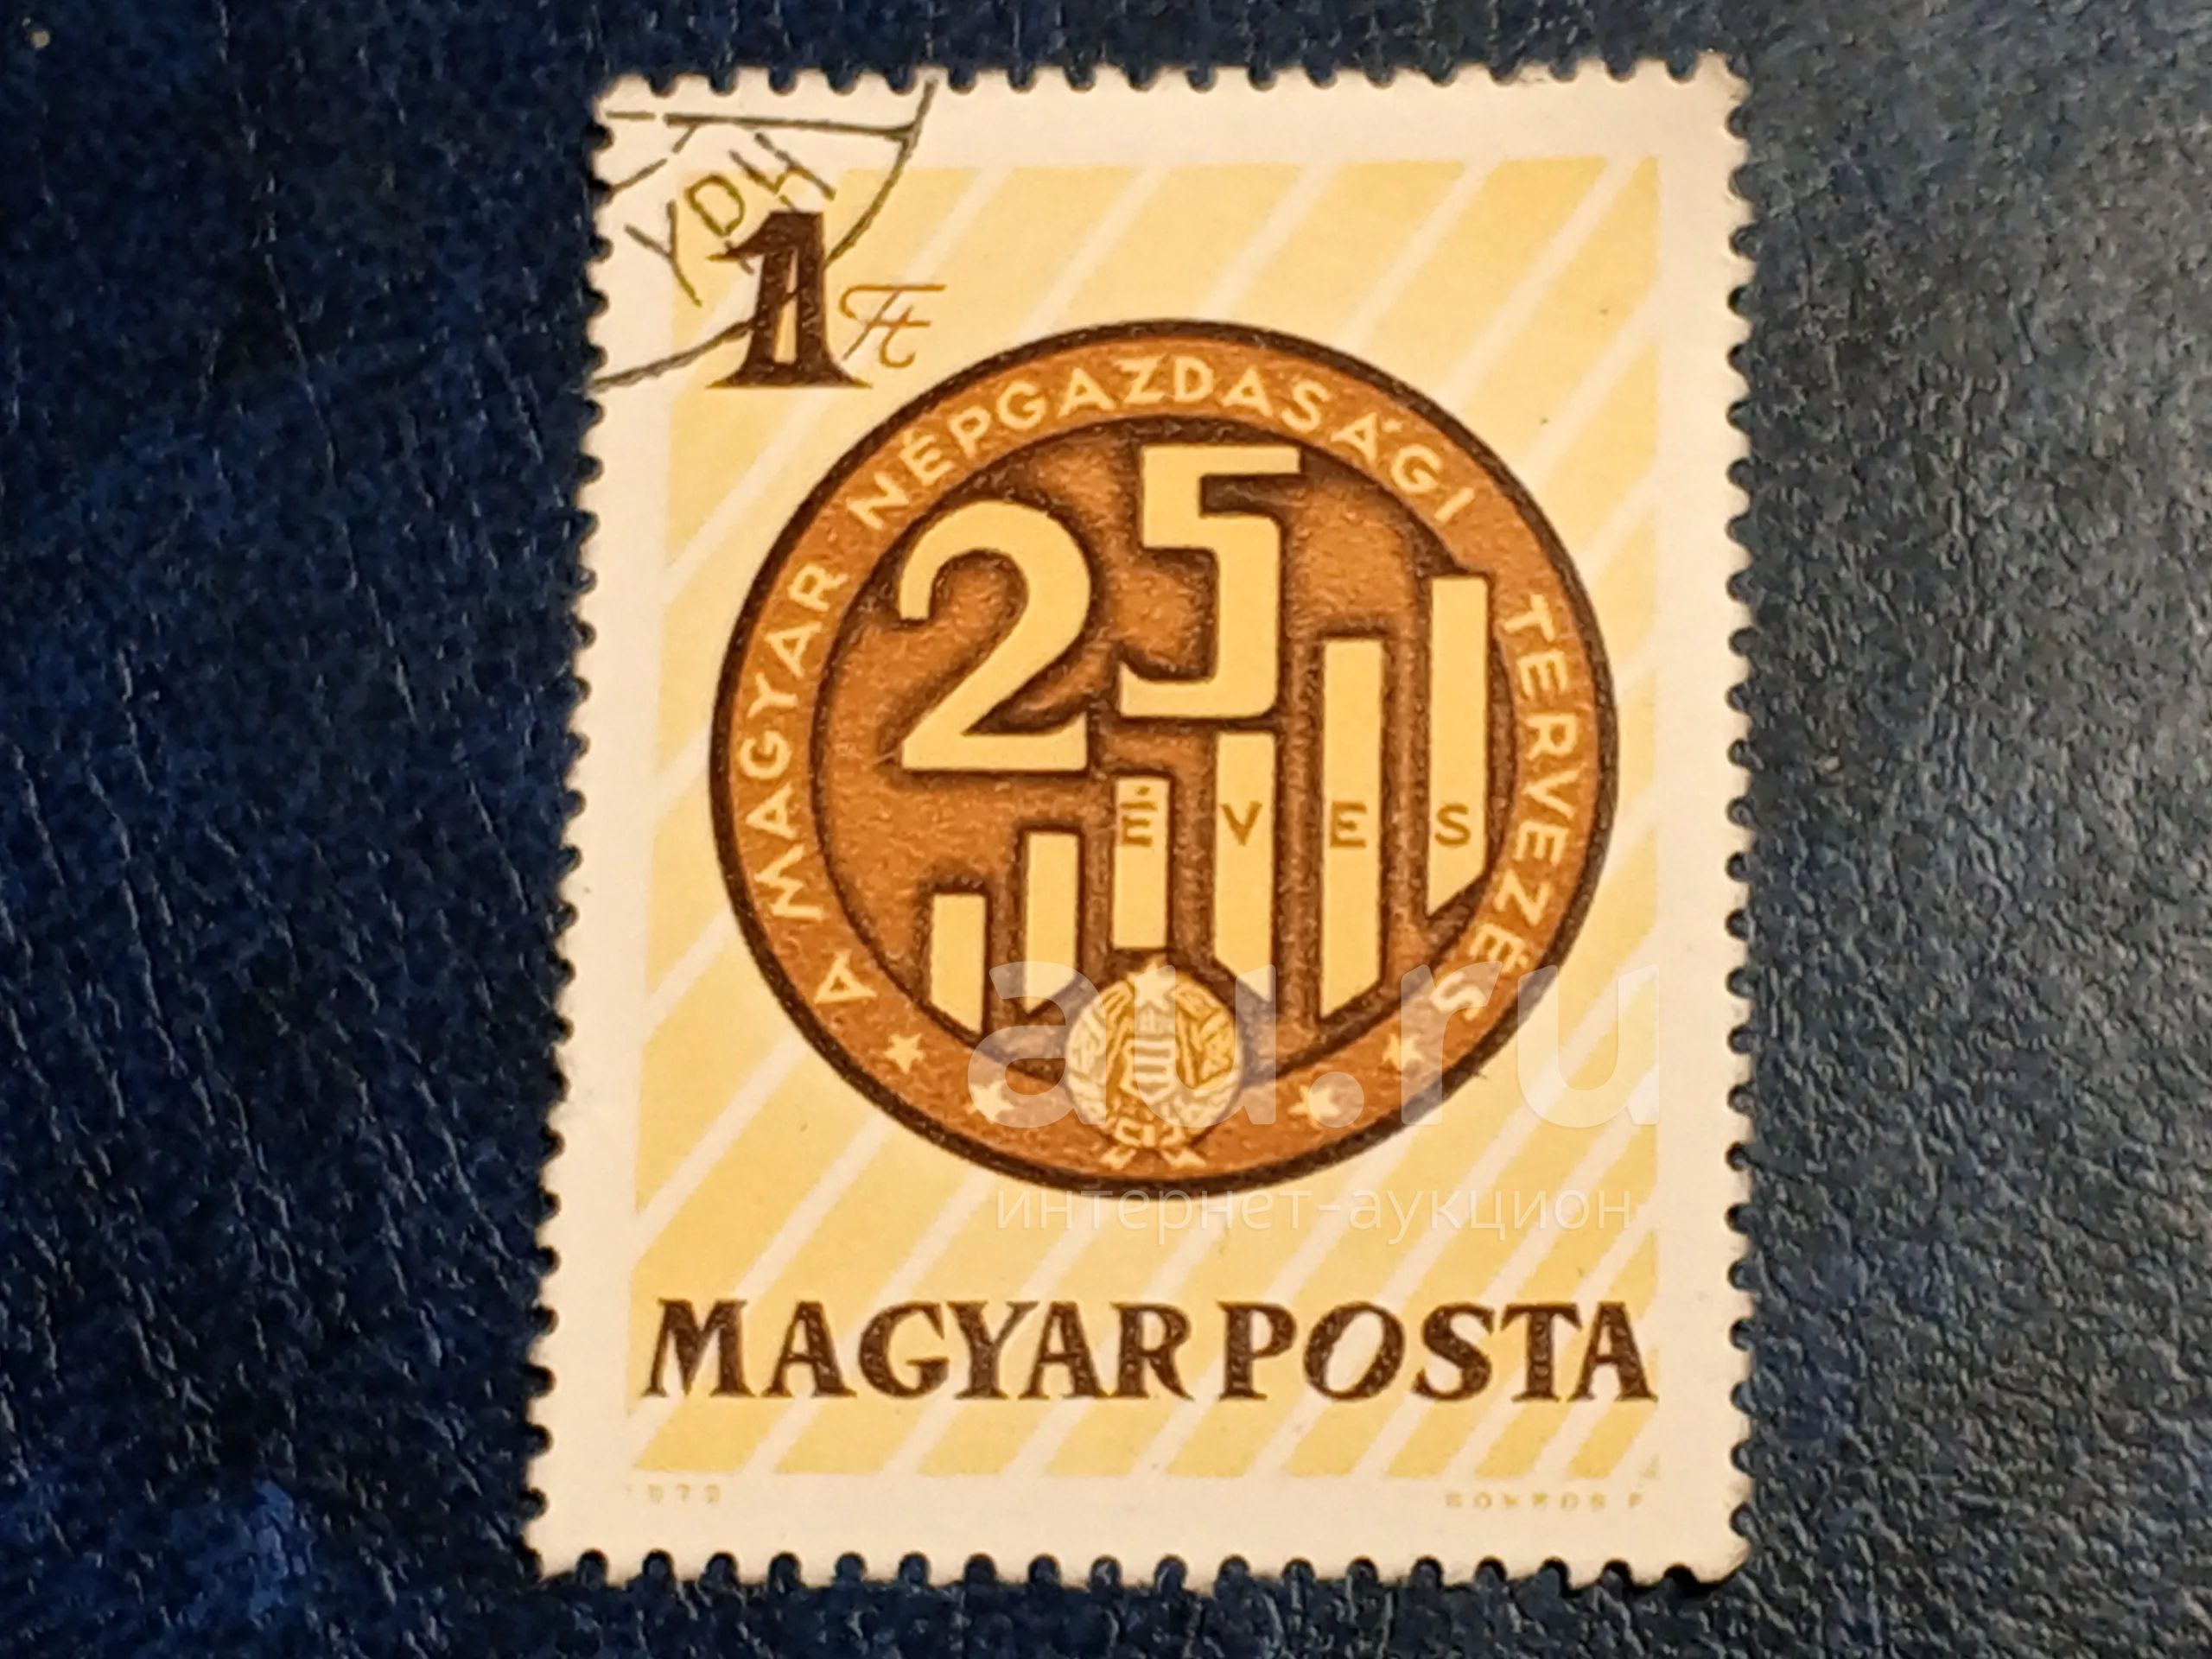 1 Ft
A MAGYAR NÉPGAZDASÁGI TERVEZÉS
25
ÉVES
au.ru
интернет-аукцион
MAGYAR POSTA